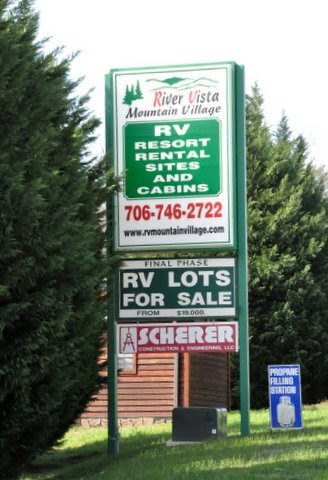 River Vista
Mountain Village
RV
RESORT
RENTAL
SITES
AND
CABINS
706-746-2722
www.rvmountainvillage.com
FINAL PHASE
RV LOTS
FOR SALE
FROM $19,000.
SCHERER
CONSTRUCTION & ENGINEERING, LLC
PROPANE
FILLING
STATION